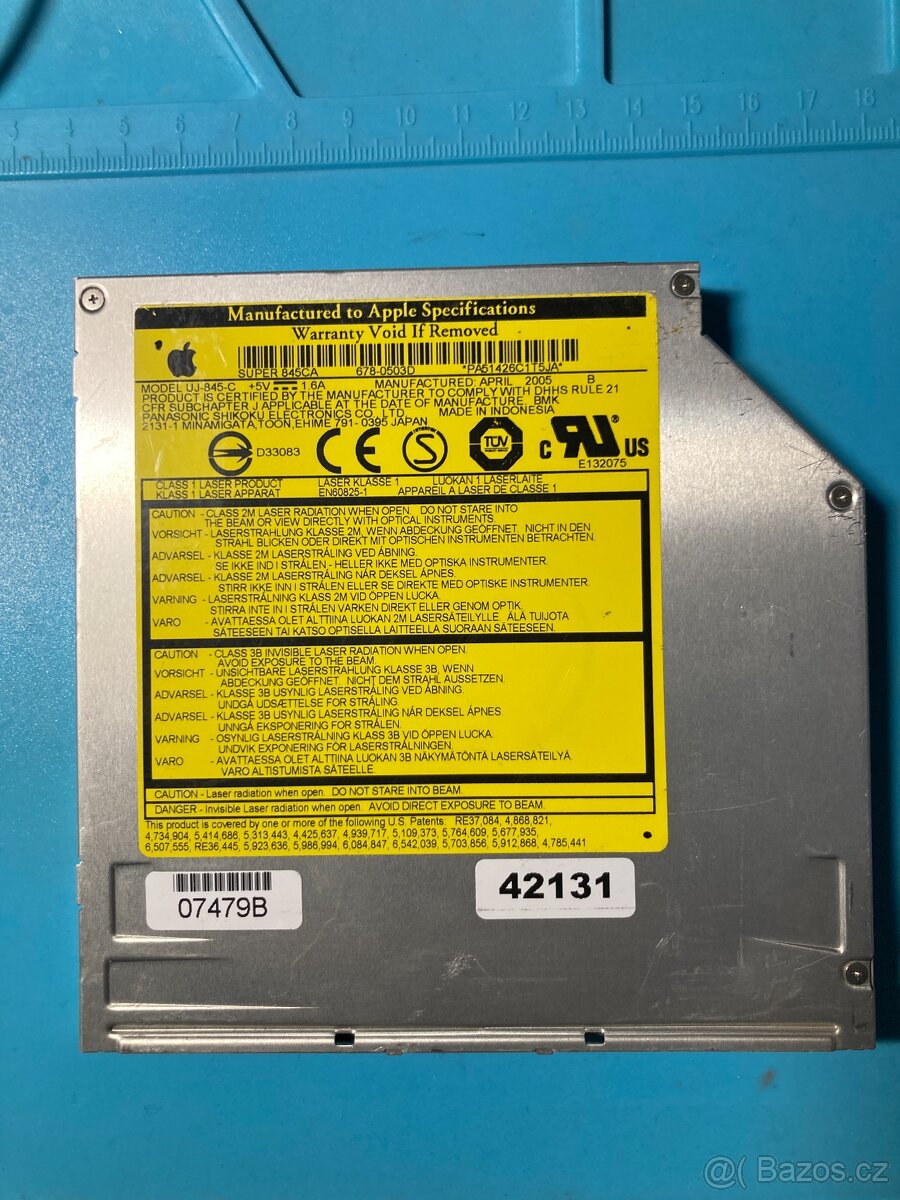 3 4 5 6 7 8 9 10 11 12 13 14 15 16 17 18
Manufactured to Apple Specifications
Warranty Void If Removed
SUPER 845CA 678-0503D *PA51426C1T5JA*
MODEL UJ-845-C +5V 1.6A MANUFACTURED: APRIL 2005 B
PRODUCT IS CERTIFIED BY THE MANUFACTURER TO COMPLY WITH DHHS RULE 21
CFR SUBCHAPTER J APPLICABLE AT THE DATE OF MANUFACTURE. BMK
PANASONIC SHIKOKU ELECTRONICS CO., LTD. MADE IN INDONESIA
2131-1 MINAMIGATA,TOON,EHIME 791- 0395 JAPAN
D33083 CE S TÜV c RU ® US
E132075
CLASS 1 LASER PRODUCT LASER KLASSE 1 LUOKAN 1 LASERLAITE
KLASS 1 LASER APPARAT EN60825-1 APPAREIL A LASER DE CLASSE 1
CAUTION - CLASS 2M LASER RADIATION WHEN OPEN. DO NOT STARE INTO
THE BEAM OR VIEW DIRECTLY WITH OPTICAL INSTRUMENTS.
VORSICHT - LASERSTRAHLUNG KLASSE 2M, WENN ABDECKUNG GEÖFFNET. NICHT IN DEN
STRAHL BLICKEN ODER DIREKT MIT OPTISCHEN INSTRUMENTEN BETRACHTEN.
ADVARSEL - KLASSE 2M LASERSTRÅLING VED ÅBNING.
SE IKKE IND I STRÅLEN - HELLER IKKE MED OPTISKA INSTRUMENTER.
ADVARSEL - KLASSE 2M LASERSTRÅLING NÅR DEKSEL ÅPNES.
STIRR IKKE INN I STRÅLEN ELLER SE DIREKTE MED OPTISKE INSTRUMENTER.
VARNING - LASERSTRÅLNING KLASS 2M VID ÖPPEN LUCKA.
STIRRA INTE IN I STRÅLEN VARKEN DIREKT ELLER GENOM OPTIK.
VARO - AVATTAESSA OLET ALTTIINA LUOKAN 2M LASERSÄTEILYLLE. ÄLÄ TUIJOTA
SÄTEESEEN TAI KATSO OPTISELLA LAITTEELLA SUORAAN SÄTEESEEN.
CAUTION - CLASS 3B INVISIBLE LASER RADIATION WHEN OPEN.
AVOID EXPOSURE TO THE BEAM
VORSICHT - UNSICHTBARE LASERSTRAHLUNG KLASSE 3B, WENN
ABDECKUNG GEÖFFNET. NICHT DEM STRAHL AUSSETZEN.
ADVARSEL - KLASSE 3B USYNLIG LASERSTRÅLING VED ÅBNING.
UNDGÅ UDSÆTTELSE FOR STRÅLING.
ADVARSEL - KLASSE 3B USYNLIG LASERSTRÅLING NÅR DEKSEL ÅPNES
UNNGÅ EKSPONERING FOR STRÅLEN.
VARNING - OSYNLIG LASERSTRÅLNING KLASS 3B VID ÖPPEN LUCKA.
UNDVIK EXPONERING FÖR LASERSTRÅLNINGEN.
VARO - AVATTAESSA OLET ALTTIINA LUOKAN 3B NÄKYMÄTÖNTÄ LASERSÄTEILYÄ.
VARO ALTISTUMISTA SÄTEELLE.
CAUTION - Laser radiation when open. DO NOT STARE INTO BEAM.
DANGER - Invisible Laser radiation when open. AVOID DIRECT EXPOSURE TO BEAM.
This product is covered by one or more of the following U.S. Patents: RE37,084, 4,868,821,
4,734,904, 5,414,686, 5,313,443, 4,425,637, 4,939,717, 5,109,373, 5,764,609, 5,677,935,
6,507,555, RE36,445, 5,923,636, 5,986,994, 6,084,847, 6,542,039, 5,703,856, 5,912,868, 4,785,441
07479B
42131
@( Bazos.cz